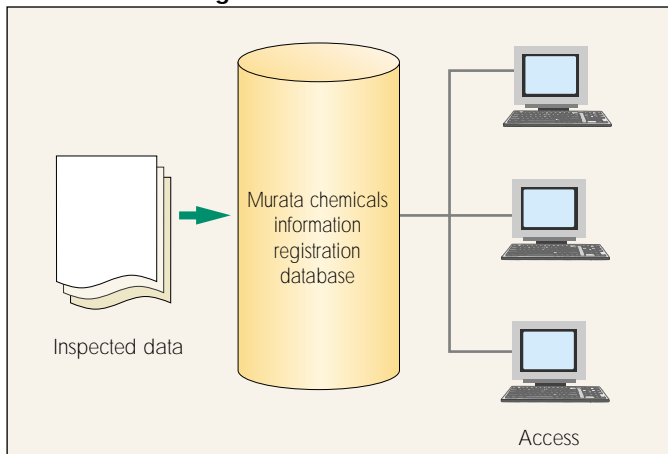 Murata chemicals
information
registration
database
Inspected data
Access